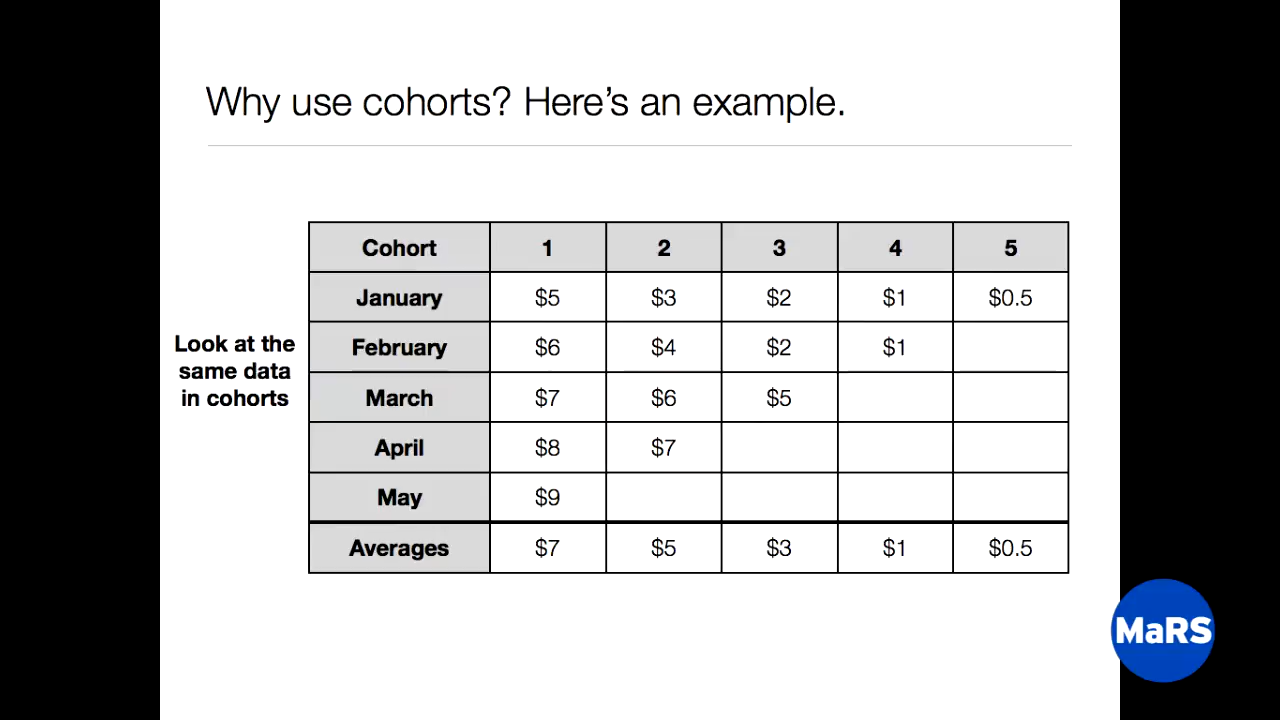 Why use cohorts? Here’s an example.
Look at the
same data
in cohorts
Cohort 1 2 3 4 5
January $5 $3 $2 $1 $0.5
February $6 $4 $2 $1
March $7 $6 $5
April $8 $7
May $9
Averages $7 $5 $3 $1 $0.5
MaRS